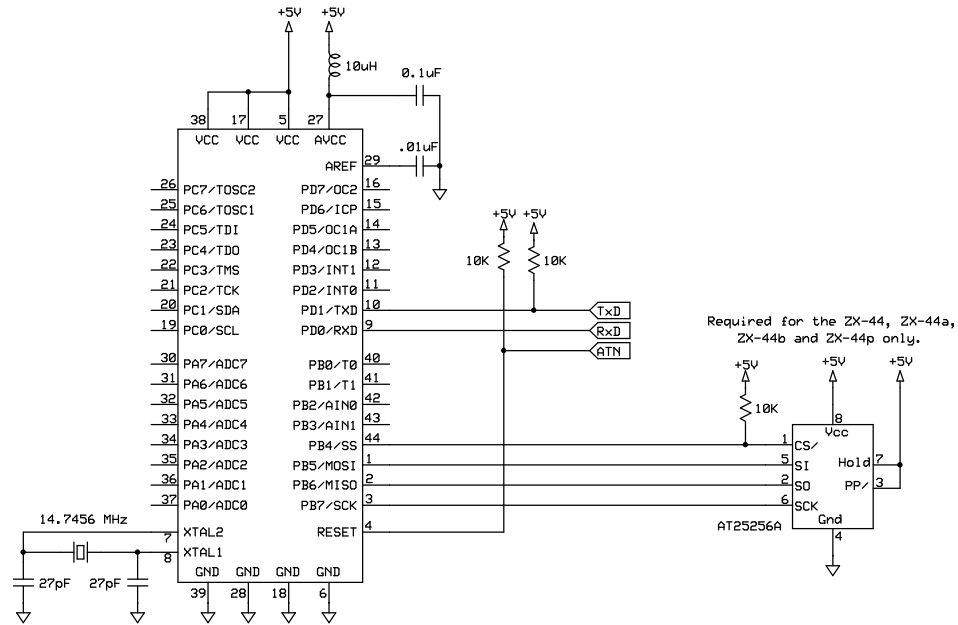 +5V +5V
10uH
0.1uF
38 17 5 27
VCC VCC VCC AVCC
.01uF
AREF 29
26 PC7/TOSC2 PD7/OC2 16
25 PC6/TOSC1 PD6/ICP 15
24 PC5/TDI PD5/OC1A 14
23 PC4/TDO PD4/OC1B 13
22 PC3/TMS PD3/INT1 12
21 PC2/TCK PD2/INT0 11
20 PC1/SDA PD1/TXD 10
19 PC0/SCL PD0/RXD 9
+5V +5V
10K 10K
TxD
RxD
ATN
30 PA7/ADC7 PB0/T0 40
31 PA6/ADC6 PB1/T1 41
32 PA5/ADC5 PB2/AIN0 42
33 PA4/ADC4 PB3/AIN1 43
34 PA3/ADC3 PB4/SS 44
35 PA2/ADC2 PB5/MOSI 1
36 PA1/ADC1 PB6/MISO 2
37 PA0/ADC0 PB7/SCK 3
14.7456 MHz
XTAL2 RESET 4
7
XTAL1
8
27pF 27pF
GND GND GND GND
39 28 18 6
Required for the ZX-44, ZX-44a,
ZX-44b and ZX-44p only.
+5V +5V +5V
10K
8
Vcc
1 CS/
5 SI Hold 7
2 SO PP/ 3
6 SCK
Gnd
AT25256A
4